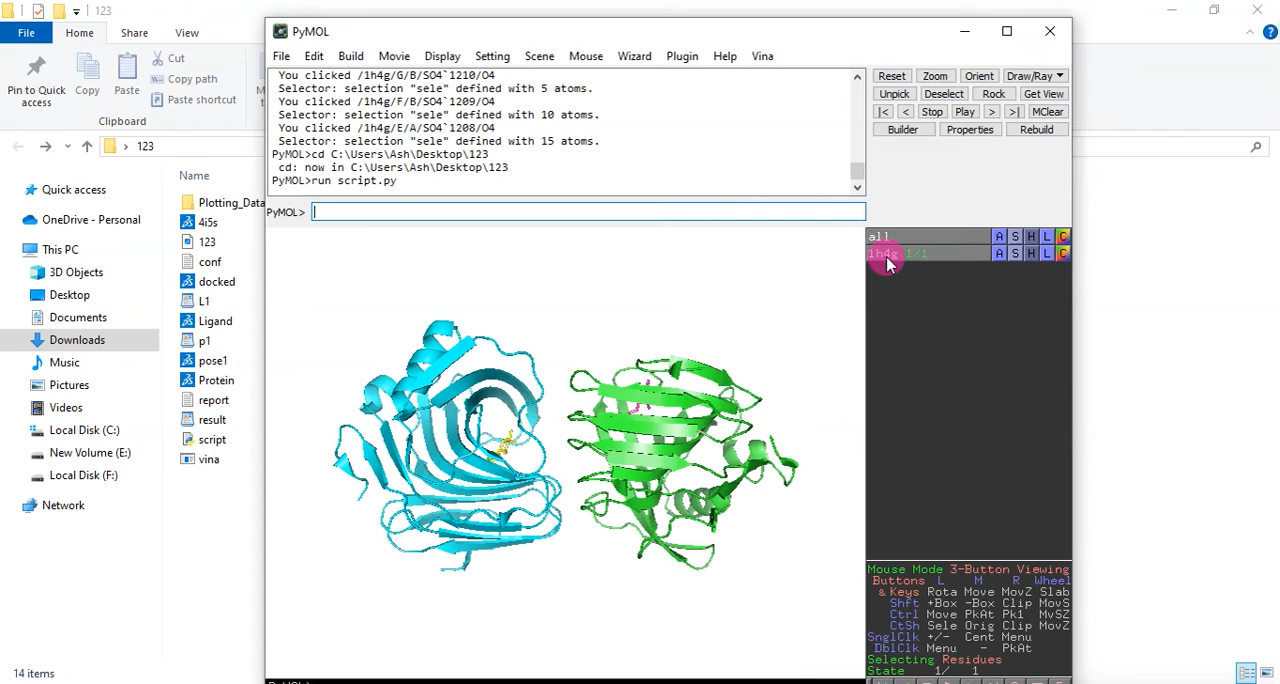 123
File Home Share View
Pin to Quick access
Copy
Paste
Cut
Copy path
Paste shortcut
Clipboard
123
Quick access
OneDrive - Personal
This PC
3D Objects
Desktop
Documents
Downloads
Music
Pictures
Videos
Local Disk (C:)
New Volume (E:)
Local Disk (F:)
Network
14 items
Name
Plotting_Data
4i5s
123
conf
docked
L1
Ligand
p1
pose1
Protein
report
result
script
vina
PyMOL
File Edit Build Movie Display Setting Scene Mouse Wizard Plugin Help Vina
You clicked /1h4g/G/B/SO4`1210/O4
Selector: selection "sele" defined with 5 atoms.
You clicked /1h4g/F/B/SO4`1209/O4
Selector: selection "sele" defined with 10 atoms.
You clicked /1h4g/E/A/SO4`1208/O4
Selector: selection "sele" defined with 15 atoms.
PyMOL>cd C:\Users\Ash\Desktop\123
cd: now in C:\Users\Ash\Desktop\123
PyMOL>run script.py
PyMOL>
Reset Zoom Orient Draw/Ray
Unpick Deselect Rock Get View
|< < Stop Play > >| MClear
Builder Properties Rebuild
all A S H L C
1h4g 1/1 A S H L C
Mouse Mode 3-Button Viewing
Buttons L M R Wheel
& Keys Rota Move MovZ Slab
Shft +Box -Box Clip MovS
Ctrl Move PkAt Pk1 MvSZ
CtSh Sele Orig Clip MovZ
SnglClk +/- Cent Menu
DblClk Menu - PkAt
Selecting Residues
State 1/ 1